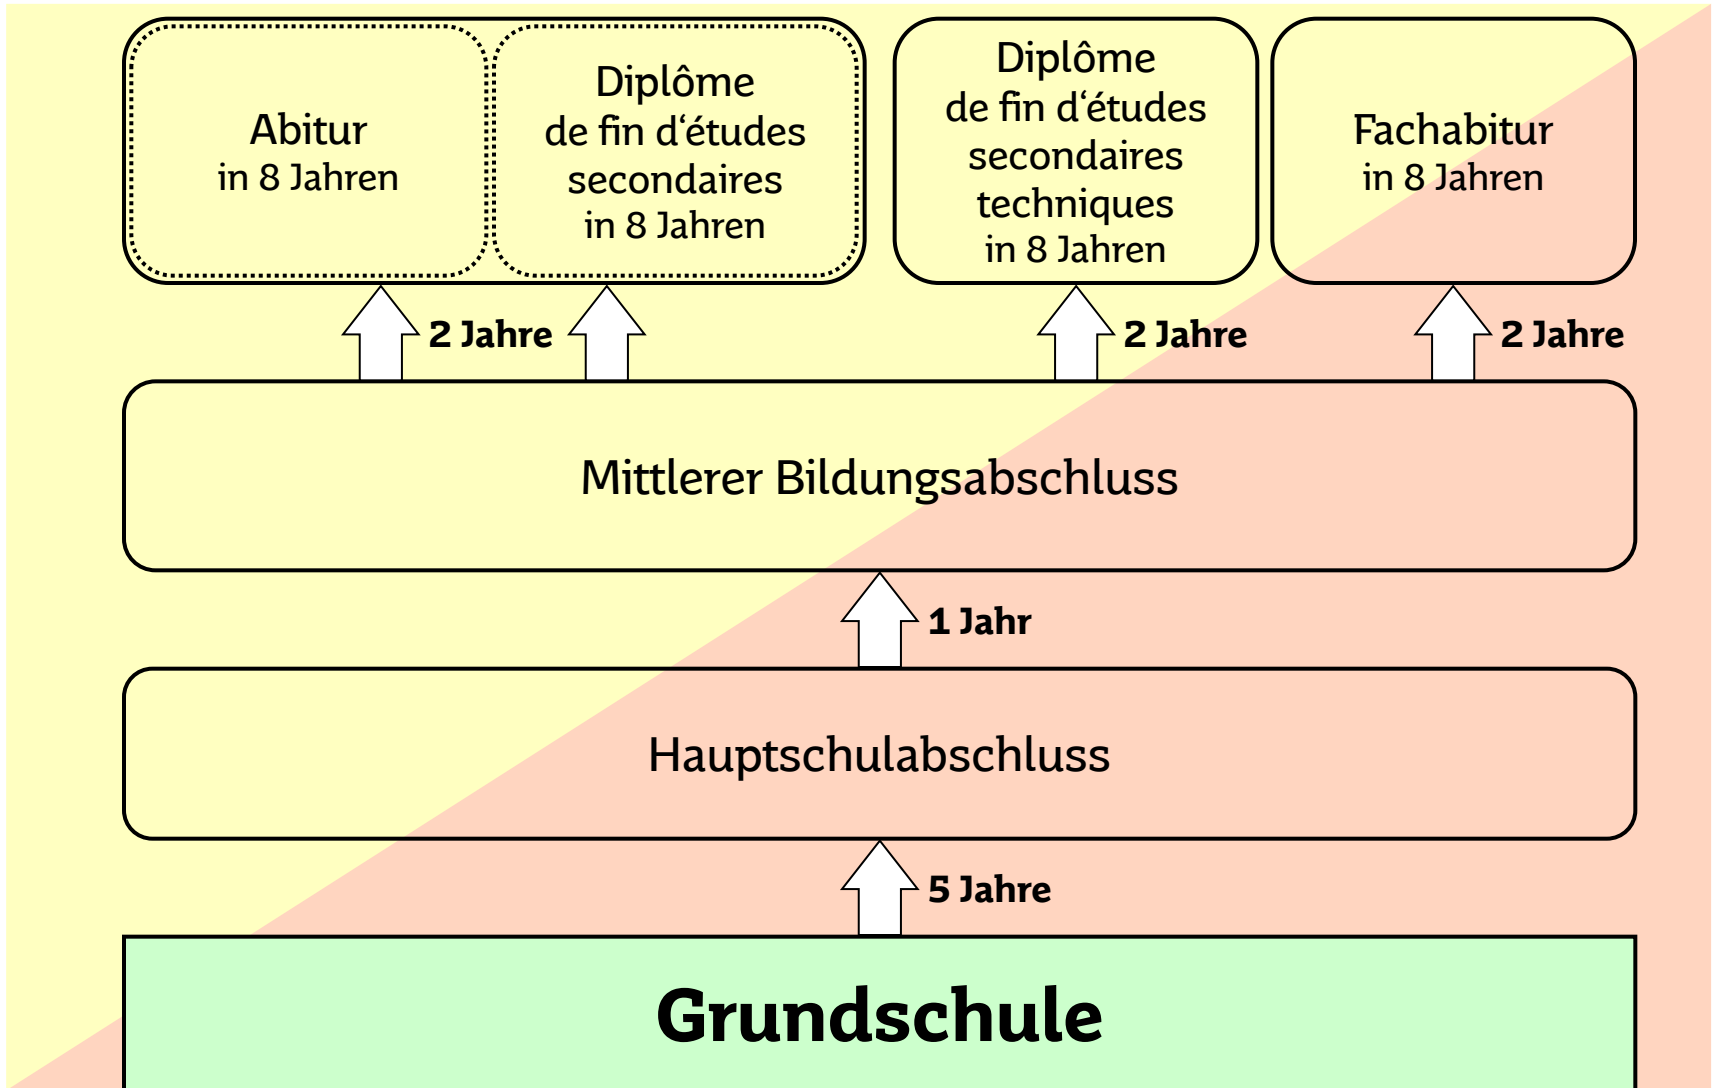 Abitur
in 8 Jahren
Diplôme
de fin d‘études
secondaires
in 8 Jahren
Diplôme
de fin d‘études
secondaires
techniques
in 8 Jahren
Fachabitur
in 8 Jahren
2 Jahre
2 Jahre
2 Jahre
Mittlerer Bildungsabschluss
1 Jahr
Hauptschulabschluss
5 Jahre
Grundschule